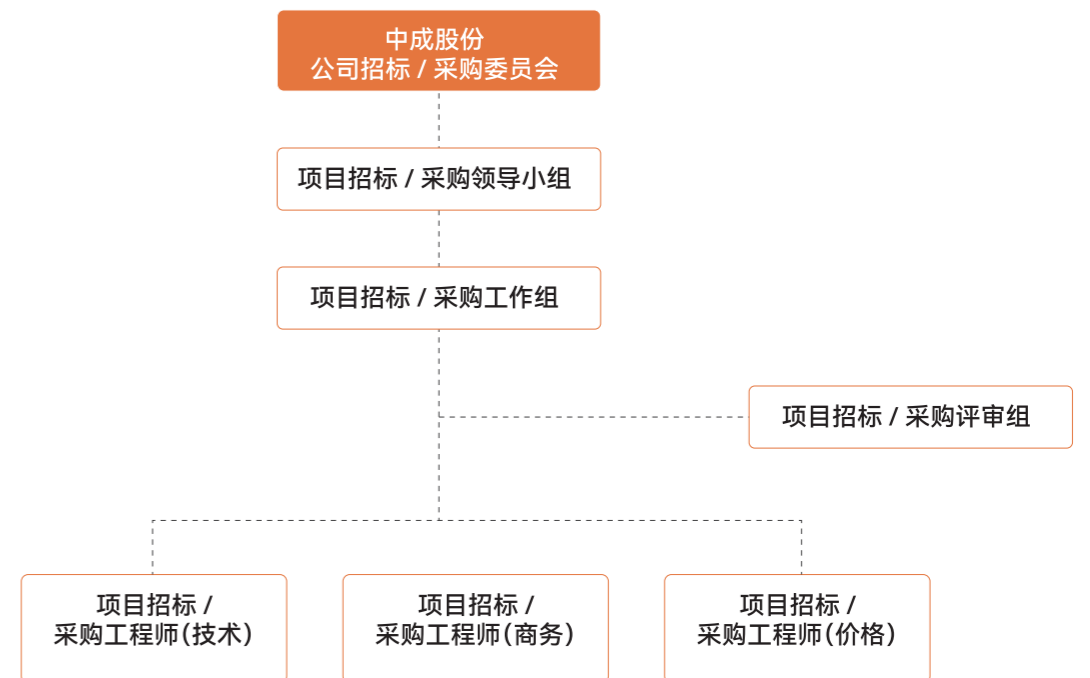 中成股份
公司招标 / 采购委员会
项目招标 / 采购领导小组
项目招标 / 采购工作组
项目招标 / 采购评审组
项目招标 /
采购工程师(技术)
项目招标 /
采购工程师(商务)
项目招标 /
采购工程师(价格)